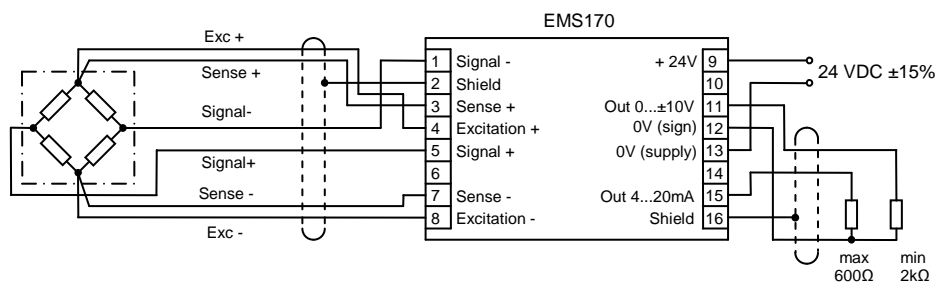 EMS170
Exc +
Sense +
Signal-
Signal+
Sense -
Exc -
1 Signal -
2 Shield
3 Sense +
4 Excitation +
5 Signal +
6
7 Sense -
8 Excitation -
+ 24V 9
10
Out 0...±10V 11
0V (sign) 12
0V (supply) 13
14
Out 4...20mA 15
Shield 16
24 VDC ±15%
max
600Ω
min
2kΩ